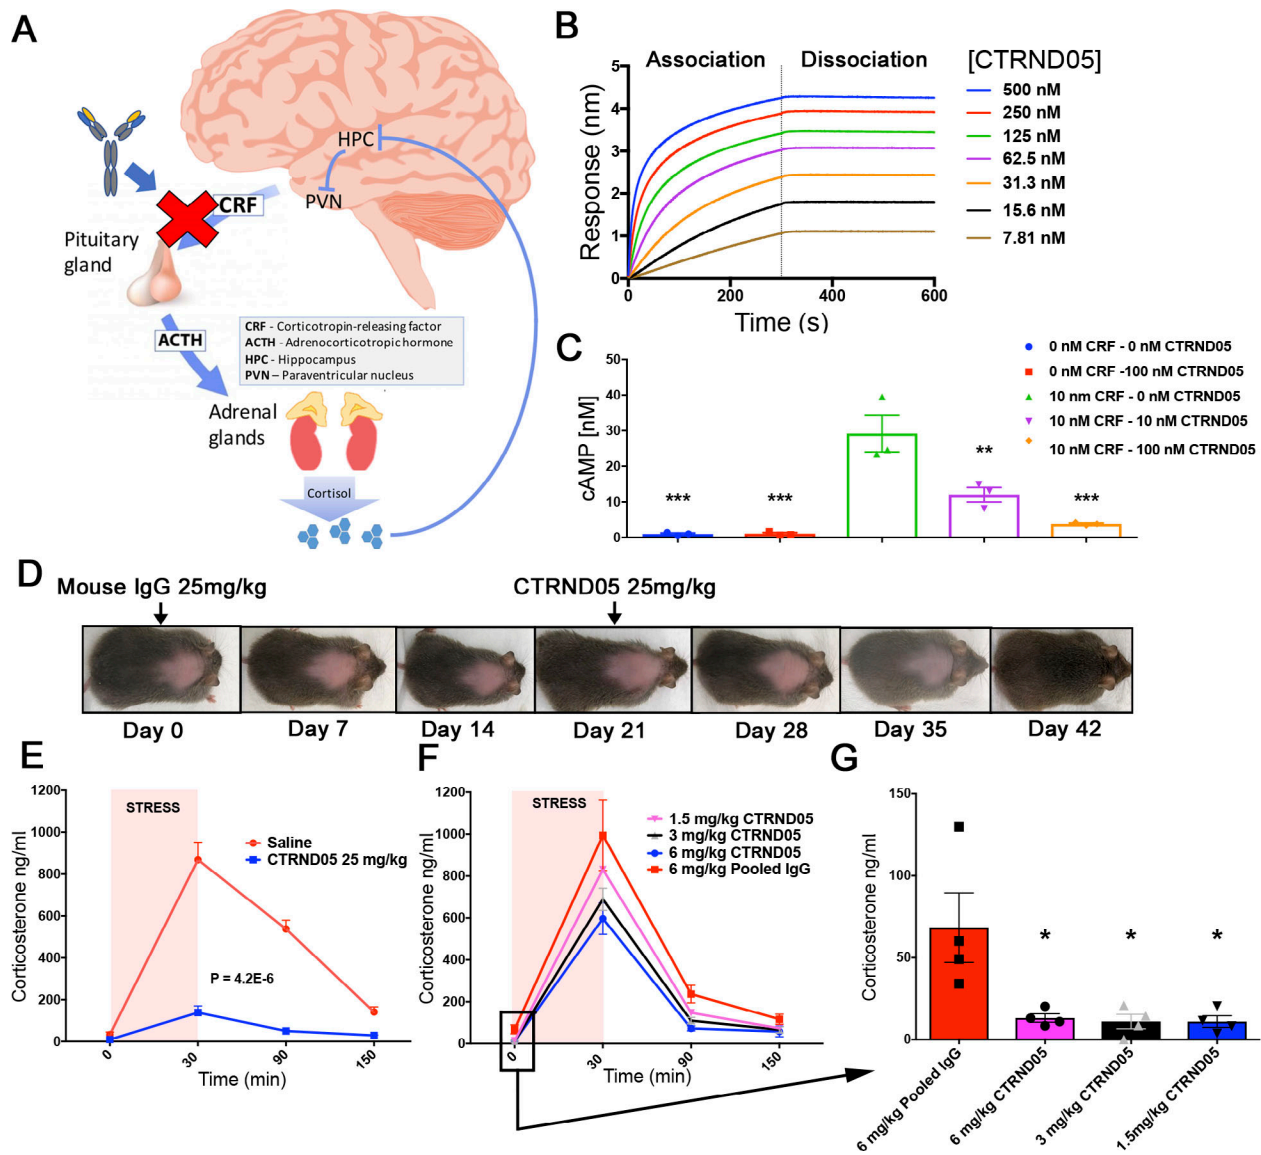 A
HPC
PVN
CRF
Pituitary
gland
ACTH
CRF - Corticotropin-releasing factor
ACTH - Adrenocorticotropic hormone
HPC - Hippocampus
PVN – Paraventricular nucleus
Adrenal
glands
Cortisol
B
Association
Dissociation
[CTRND05]
500 nM
250 nM
125 nM
62.5 nM
31.3 nM
15.6 nM
7.81 nM
Response (nm)
5
4
3
2
1
0
0 200 400 600
Time (s)
C
0 nM CRF - 0 nM CTRND05
0 nM CRF -100 nM CTRND05
10 nm CRF - 0 nM CTRND05
10 nM CRF - 10 nM CTRND05
10 nM CRF - 100 nM CTRND05
cAMP [nM]
50
40
30
20
10
0
*** *** ** ***
D
Mouse IgG 25mg/kg
CTRND05 25mg/kg
Day 0
Day 7
Day 14
Day 21
Day 28
Day 35
Day 42
E
STRESS
Saline
CTRND05 25 mg/kg
P = 4.2E-6
Corticosterone ng/ml
1200
1000
800
600
400
200
0
0 30 90 150
Time (min)
F
STRESS
1.5 mg/kg CTRND05
3 mg/kg CTRND05
6 mg/kg CTRND05
6 mg/kg Pooled IgG
Corticosterone ng/ml
1200
1000
800
600
400
200
0
0 30 90 150
Time (min)
G
Corticosterone ng/ml
150
100
50
0
* * *
6 mg/kg Pooled IgG
6 mg/kg CTRND05
3 mg/kg CTRND05
1.5mg/kg CTRND05